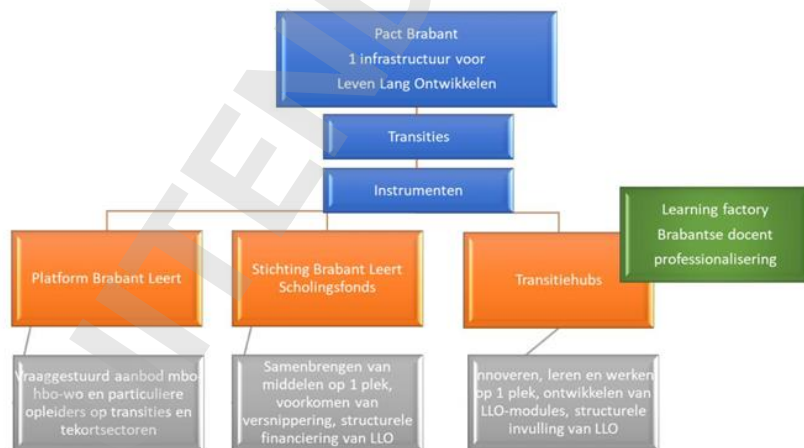 Pact Brabant
1 infrastructuur voor
Leven Lang Ontwikkelen
Transities
Instrumenten
Learning factory
Brabantse docent
professionalisering
Platform Brabant Leert
Stichting Brabant Leert
Scholingsfonds
Transitiehubs
Vraaggestuurd aanbod mbo
hbo-wo en particuliere
opleiders op transities en
tekortsectoren
Samenbrengen van
middelen op 1 plek,
voorkomen van
versnippering, structurele
financiering van LLO
nnoveren, leren en werken
op 1 plek, ontwikkelen van
LLO-modules, structurele
invulling van LLO